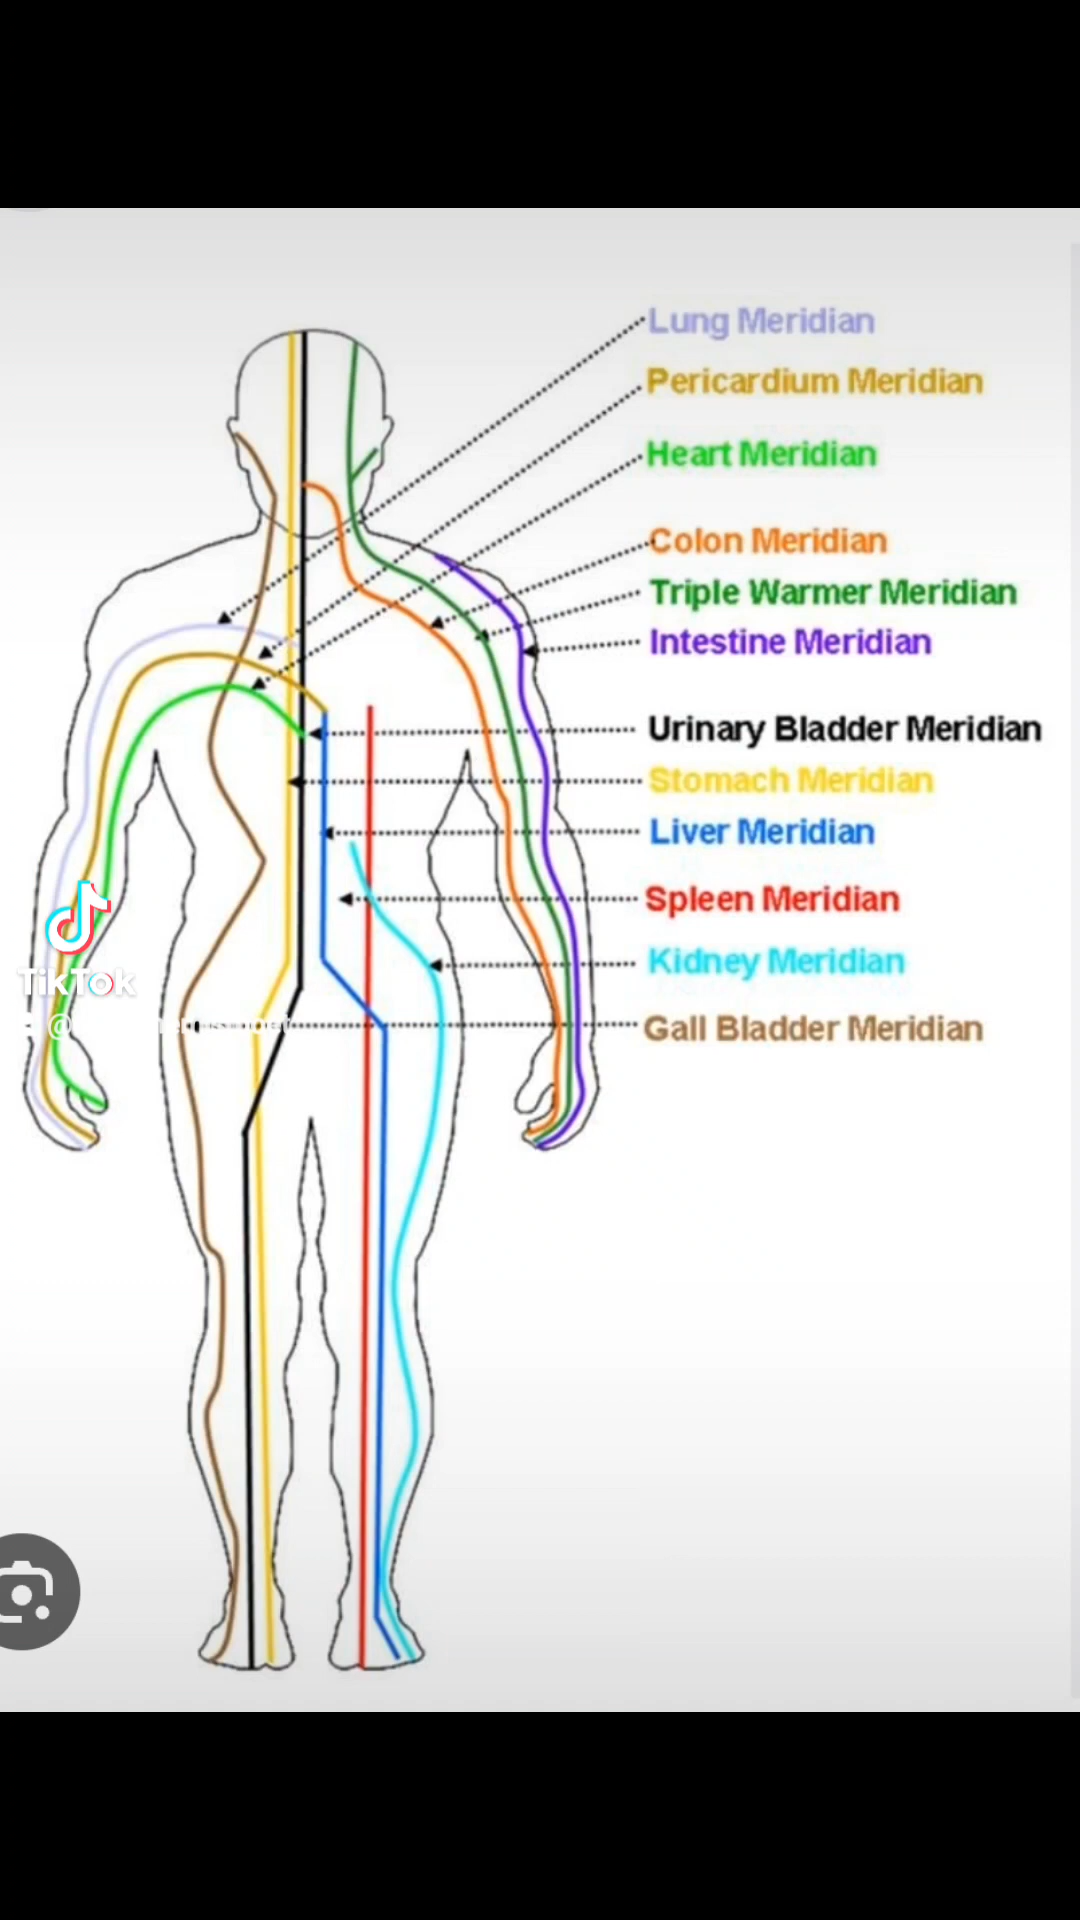 Lung Meridian
Pericardium Meridian
Heart Meridian
Colon Meridian
Triple Warmer Meridian
Intestine Meridian
Urinary Bladder Meridian
Stomach Meridian
Liver Meridian
Spleen Meridian
Kidney Meridian
Gall Bladder Meridian
TikTok